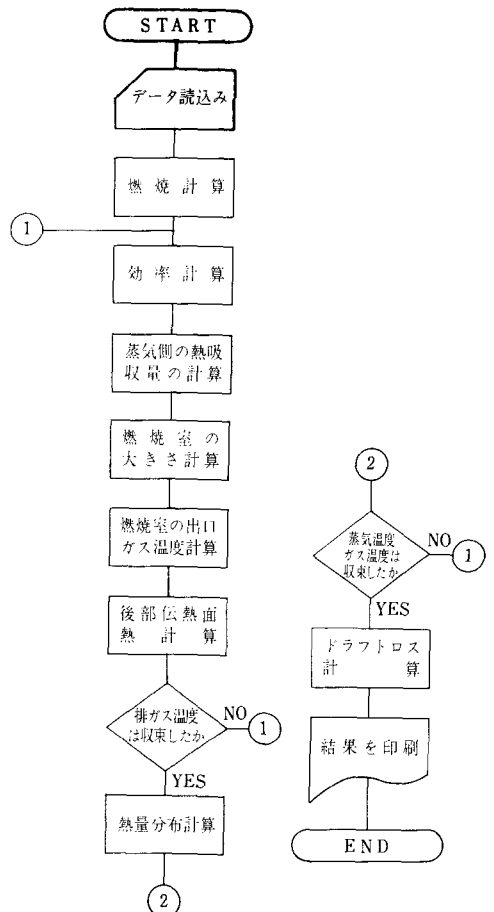 START
データ読込み
燃焼計算
1
効率計算
蒸気側の熱吸
収量の計算
燃焼室の
大きさ計算
燃焼室の出口
ガス温度計算
後部伝熱面
熱計算
排ガス温度
は収束したか
NO
1
YES
熱量分布計算
2
2
蒸気温度
ガス温度は
収束したか
NO
1
YES
ドラフトロス
計算
結果を印刷
END